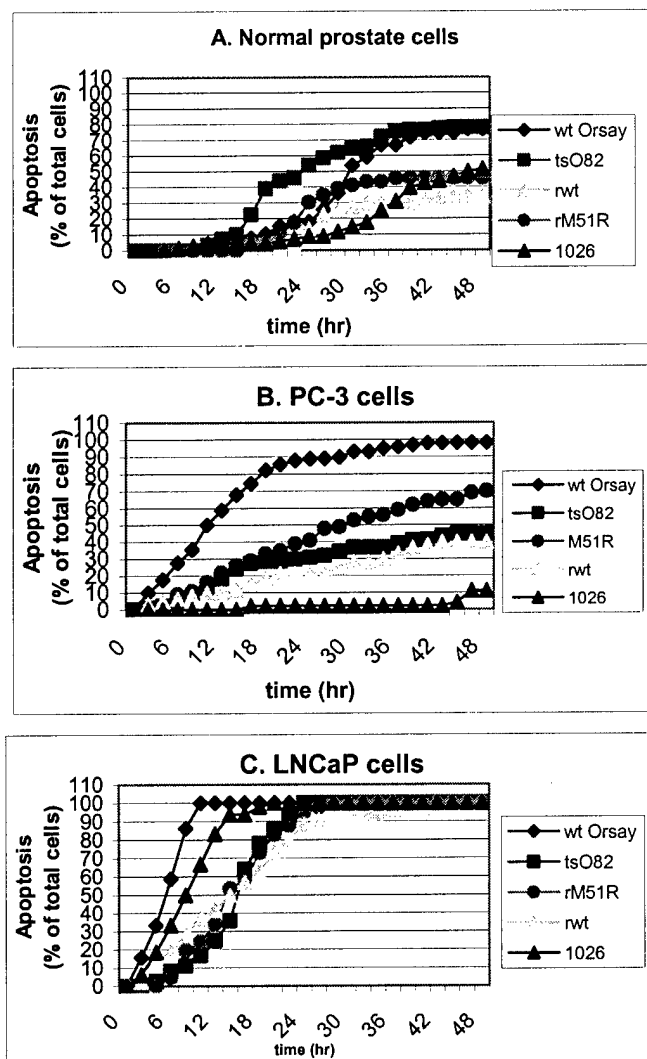 A. Normal prostate cells
Apoptosis
(% of total cells)
110
100
90
80
70
60
50
40
30
20
10
0
0
6
12
18
24
30
36
42
48
time (hr)
wt Orsay
tsO82
rwt
rM51R
1026
B. PC-3 cells
Apoptosis
(% of total cells)
110
100
90
80
70
60
50
40
30
20
10
0
0
6
12
18
24
30
36
42
48
time (hr)
wt Orsay
tsO82
M51R
rwt
1026
C. LNCaP cells
Apoptosis
(% of total cells)
110
100
90
80
70
60
50
40
30
20
10
0
0
6
12
18
24
30
36
42
48
time (hr)
wt Orsay
tsO82
rM51R
rwt
1026